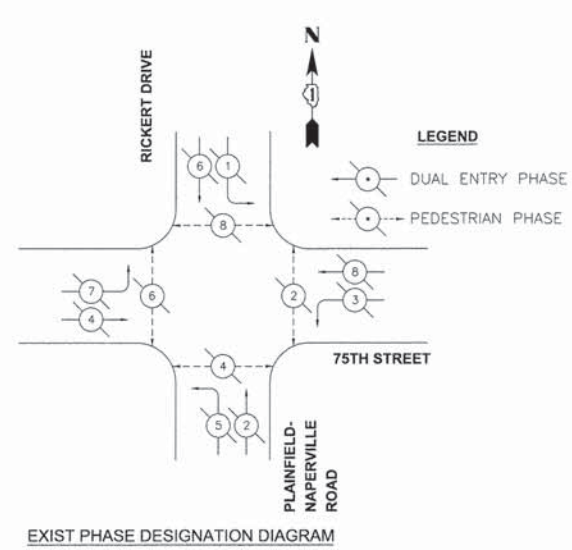 RICKERT DRIVE
N
LEGEND
DUAL ENTRY PHASE
PEDESTRIAN PHASE
6
1
8
7
4
6
2
8
3
4
5
2
75TH STREET
PLAINFIELD-
NAPERVILLE
ROAD
EXIST PHASE DESIGNATION DIAGRAM